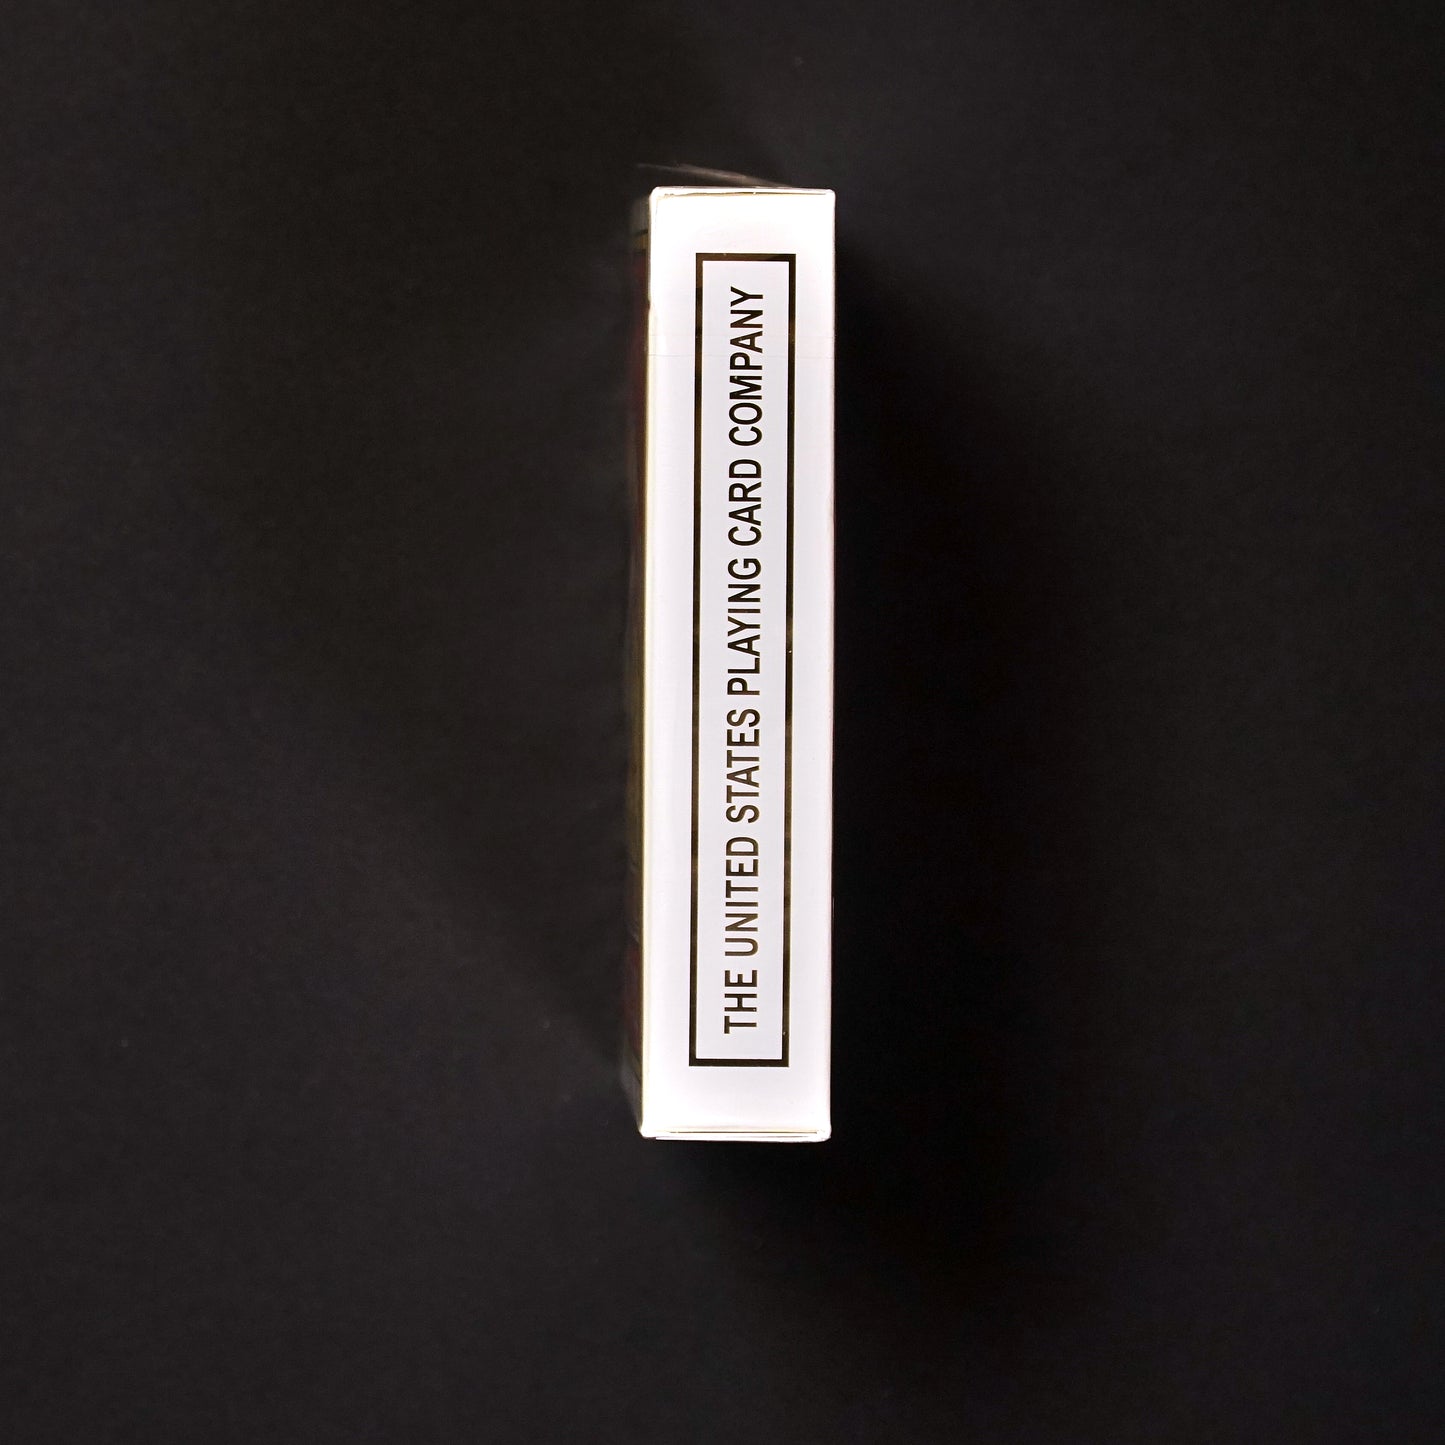 THE UNITED STATES PLAYING CARD COMPANY